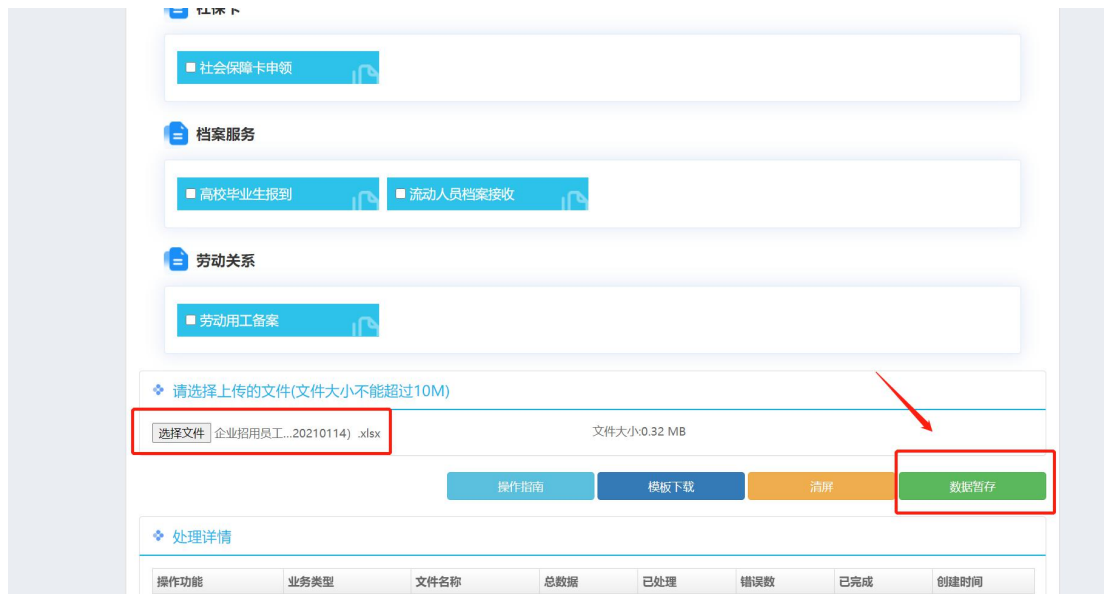 社保卡
社会保障卡申领
档案服务
高校毕业生报到 流动人员档案接收
劳动关系
劳动用工备案
请选择上传的文件(文件大小不能超过10M)
选择文件 企业招用员工...20210114) .xlsx 文件大小:0.32 MB
操作指南 模板下载 清屏 数据暂存
处理详情
操作功能 业务类型 文件名称 总数据 已处理 错误数 已完成 创建时间